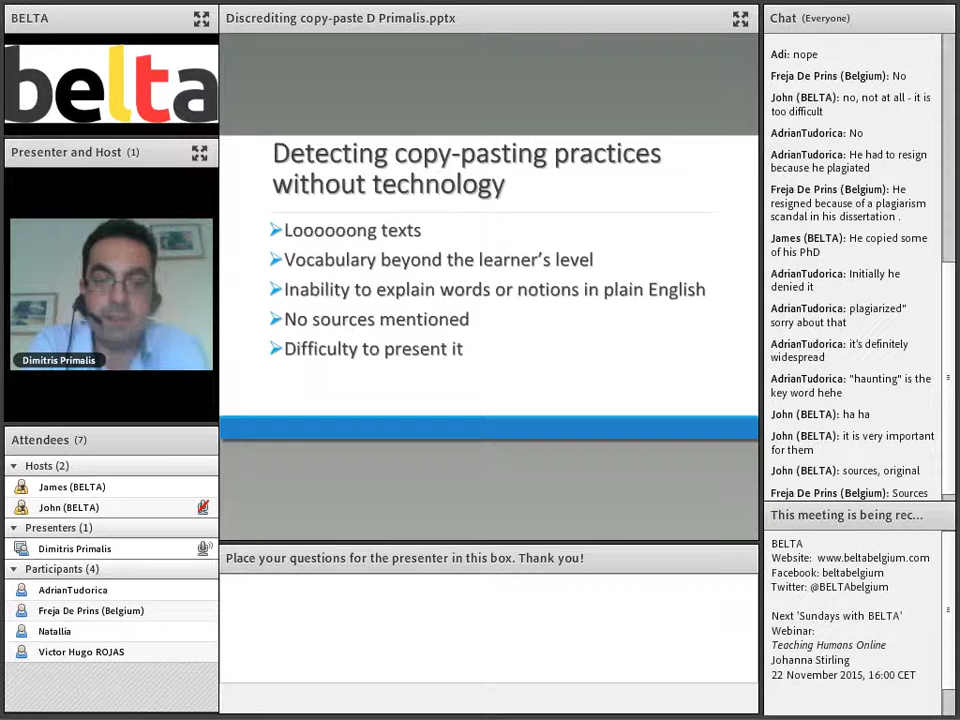 BELTA
belta
Presenter and Host (1)
Dimitris Primalis
Attendees (7)
Hosts (2)
James (BELTA)
John (BELTA)
Presenters (1)
Dimitris Primalis
Participants (4)
AdrianTudorica
Freja De Prins (Belgium)
Natallia
Victor Hugo ROJAS
Discrediting copy-paste D Primalis.pptx
Detecting copy-pasting practices
without technology
Loooooong texts
Vocabulary beyond the learner's level
Inability to explain words or notions in plain English
No sources mentioned
Difficulty to present it
Place your questions for the presenter in this box. Thank you!
Chat (Everyone)
Adi: nope
Freja De Prins (Belgium): No
John (BELTA): no, not at all - it is
too difficult
AdrianTudorica: No
AdrianTudorica: He had to resign
because he plagiated
Freja De Prins (Belgium): He
resigned because of a plagiarism
scandal in his dissertation .
James (BELTA): He copied some
of his PhD
AdrianTudorica: Initially he
denied it
AdrianTudorica: plagiarized"
sorry about that
AdrianTudorica: it's definitely
widespread
AdrianTudorica: "haunting" is the
key word hehe
John (BELTA): ha ha
John (BELTA): it is very important
for them
John (BELTA): sources, original
Freja De Prins (Belgium): Sources
This meeting is being rec...
BELTA
Website: www.beltabelgium.com
Facebook: beltabelgium
Twitter: @BELTAbelgium
Next 'Sundays with BELTA'
Webinar:
Teaching Humans Online
Johanna Stirling
22 November 2015, 16:00 CET